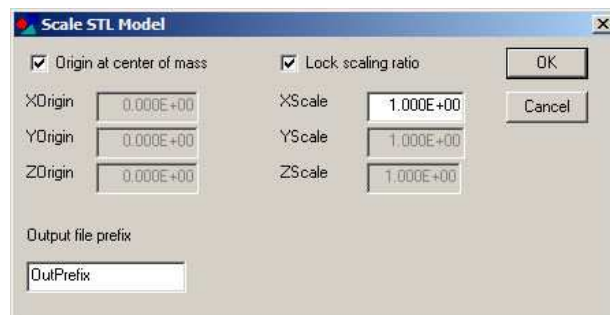 Scale STL Model
Origin at center of mass
Lock scaling ratio
OK
XOrigin 0.000E+00
XScale 1.000E+00
Cancel
YOrigin 0.000E+00
YScale 1.000E+00
ZOrigin 0.000E+00
ZScale 1.000E+00
Output file prefix
OutPrefix